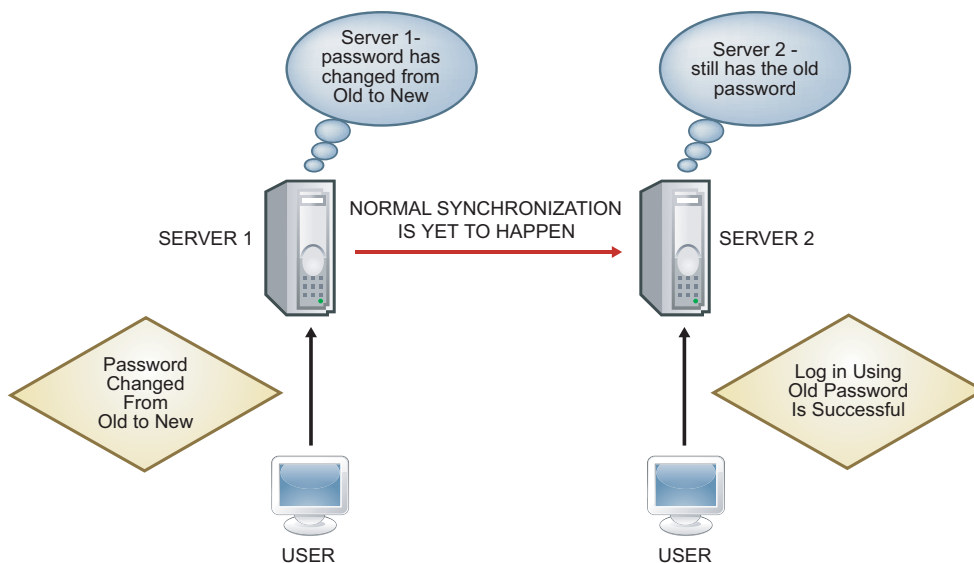 Server 1-
password has
changed from
Old to New
Server 2 -
still has the old
password
NORMAL SYNCHRONIZATION
IS YET TO HAPPEN
SERVER 1
SERVER 2
Password
Changed
From
Old to New
Log in Using
Old Password
Is Successful
USER
USER